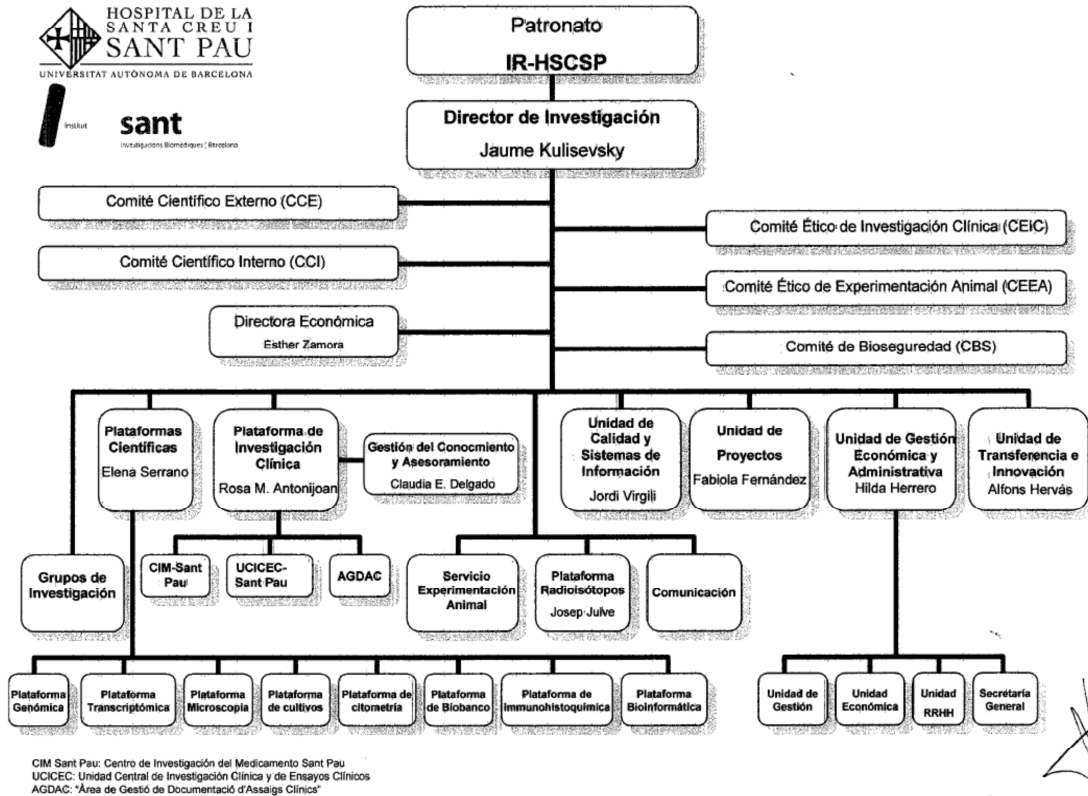 HOSPITAL DE LA
SANTA CREU I
SANT PAU
UNIVERSITAT AUTÒNOMA DE BARCELONA
Institut
sant
Investigacions Biomèdiques Barcelona
Patronato
IR-HSCSP
Director de Investigación
Jaume Kulisevsky
Comité Científico Externo (CCE)
Comité Ético de Investigación Clínica (CEIC)
Comité Científico Interno (CCI)
Comité Ético de Experimentación Animal (CEEA)
Directora Económica
Esther Zamora
Comité de Bioseguredad (CBS)
Plataformas
Científicas
Elena Serrano
Plataforma de
Investigación
Clínica
Rosa M. Antonijoan
Gestión del Conocmiento
y Asesoramiento
Claudia E. Delgado
Unidad de
Calidad y
Sistemas de
Información
Jordi Virgili
Unidad de
Proyectos
Fabiola Fernández
Unidad de Gestión
Económica y
Administrativa
Hilda Herrero
Unidad de
Transferencia e
Innovación
Alfons Hervás
Grupos de
Investigación
CIM-Sant
Pau
UCICEC-
Sant Pau
AGDAC
Servicio
Experimentación
Animal
Plataforma
Radioisótopos
Josep Julve
Comunicación
Plataforma
Genómica
Plataforma
Transcriptómica
Plataforma
Microscopia
Plataforma
de cultivos
Plataforma de
citometría
Plataforma
de Biobanco
Plataforma de
Immunohistoquímica
Plataforma
Bioinformática
Unidad de
Gestión
Unidad
Económica
Unidad
RRHH
Secretaría
General
CIM Sant Pau: Centro de Investigación del Medicamento Sant Pau
UCICEC: Unidad Central de Investigación Clínica y de Ensayos Clínicos
AGDAC: "Àrea de Gestió de Documentació d'Assaigs Clínics"